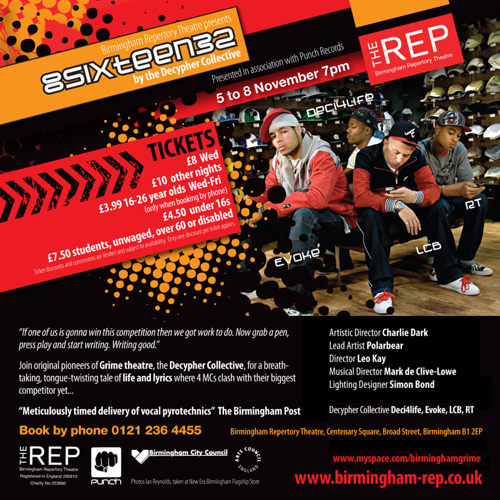 Birmingham Repertory Theatre presents
8sixteen32
by the Decypher Collective
Presented in association with Punch Records
5 to 8 November 7pm
THE REP
Birmingham Repertory Theatre
Deci4life
TICKETS
£8 Wed
£10 other nights
£3.99 16-26 year olds Wed-Fri
(only when booking by phone)
£4.50 under 16s
£7.50 students, unwaged, over 60 or disabled
Ticket discounts and concessions are limited and subject to availability. Only one discount per ticket applies.
RT
LCB
Evoke
"If one of us is gonna win this competition then we got work to do. Now grab a pen,
press play and start writing. Writing good."
Join original pioneers of Grime theatre, the Decypher Collective, for a breath-
taking, tongue-twisting tale of life and lyrics where 4 MCs clash with their biggest
competitor yet...
"Meticulously timed delivery of vocal pyrotechnics" The Birmingham Post
Book by phone 0121 236 4455
Artistic Director Charlie Dark
Lead Artist Polarbear
Director Leo Kay
Musical Director Mark de Clive-Lowe
Lighting Designer Simon Bond
Decypher Collective Deci4life, Evoke, LCB, RT
Birmingham Repertory Theatre, Centenary Square, Broad Street, Birmingham B1 2EP
THE REP
Birmingham Repertory Theatre
Registered in England 295910
Charity No 223660
PUNCH
Birmingham City Council
ARTS COUNCIL
ENGLAND
Photos Ian Reynolds, taken at New Era Birmingham Flagship Store
www.myspace.com/birminghamgrime
www.birmingham-rep.co.uk